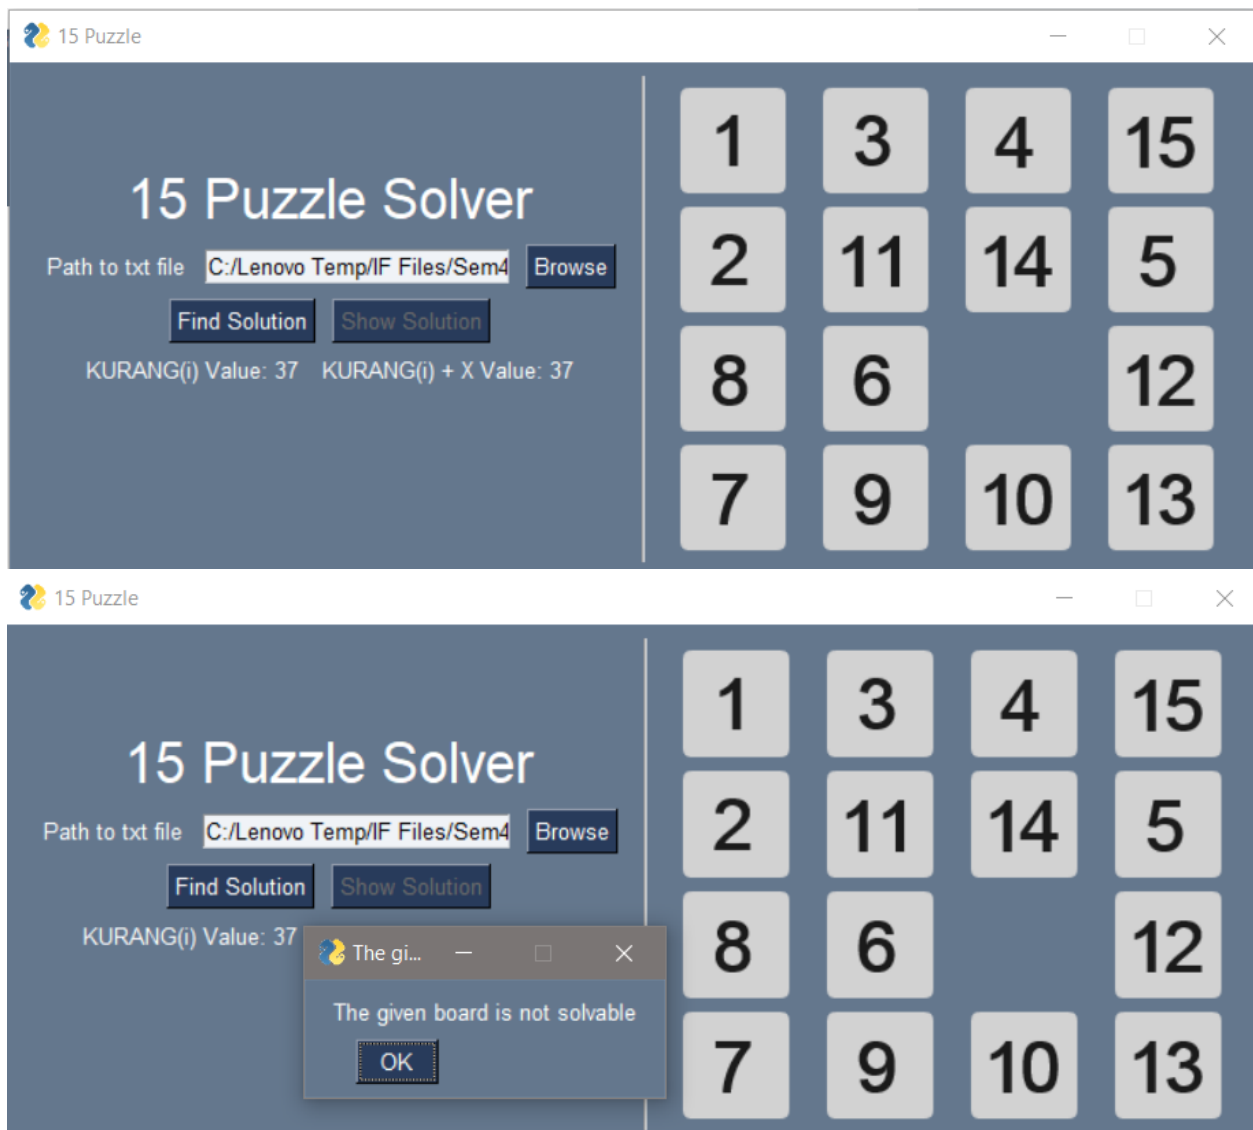 15 Puzzle
15 Puzzle Solver
Path to txt file C:/Lenovo Temp/IF Files/Sem4 Browse
Find Solution Show Solution
KURANG(i) Value: 37 KURANG(i) + X Value: 37
1 3 4 15
2 11 14 5
8 6 12
7 9 10 13
15 Puzzle
15 Puzzle Solver
Path to txt file C:/Lenovo Temp/IF Files/Sem4 Browse
Find Solution Show Solution
KURANG(i) Value: 37
The gi...
The given board is not solvable
OK
1 3 4 15
2 11 14 5
8 6 12
7 9 10 13